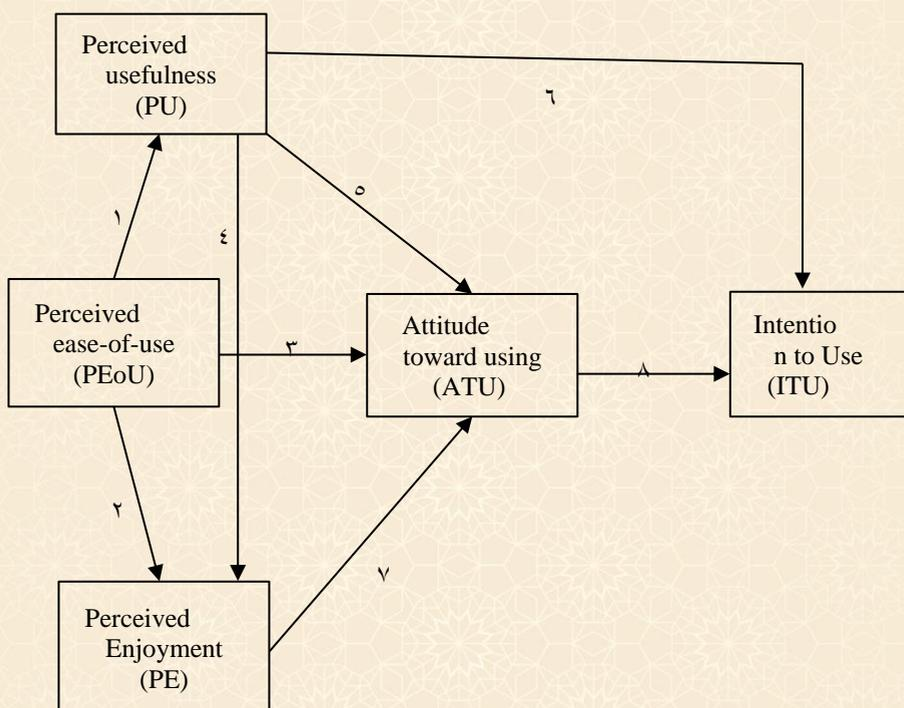 Perceived
usefulness
(PU)
٦
٥
١
٤
Perceived
ease-of-use
(PEoU)
٣
Attitude
toward using
(ATU)
٨
Intentio
n to Use
(ITU)
٢
٧
Perceived
Enjoyment
(PE)